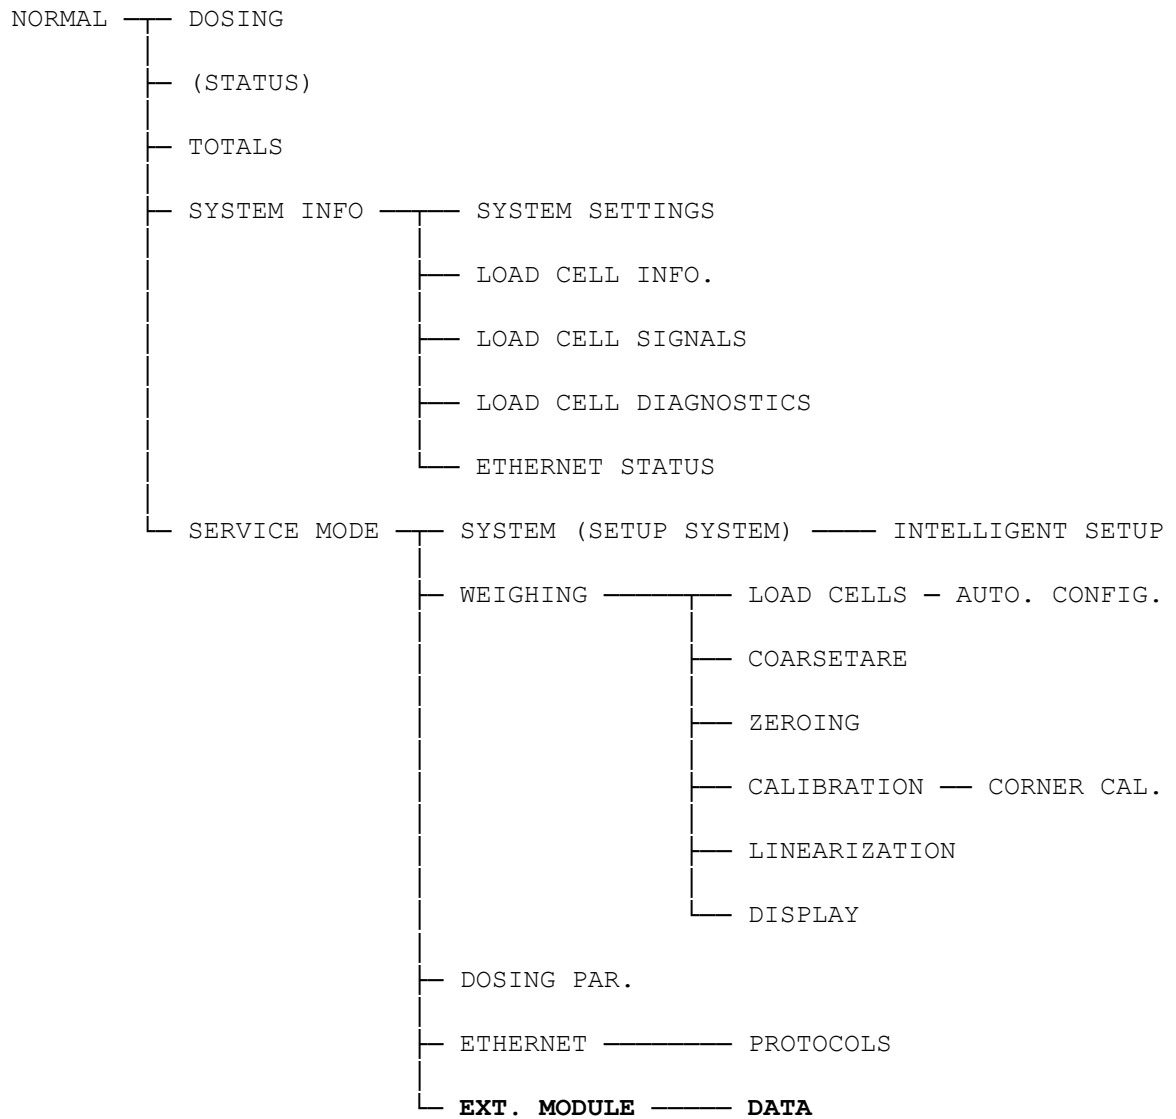 NORMAL DOSING
(STATUS)
TOTALS
SYSTEM INFO SYSTEM SETTINGS
LOAD CELL INFO.
LOAD CELL SIGNALS
LOAD CELL DIAGNOSTICS
ETHERNET STATUS
SERVICE MODE SYSTEM (SETUP SYSTEM) INTELLIGENT SETUP
WEIGHING LOAD CELLS AUTO. CONFIG.
COARSETARE
ZEROING
CALIBRATION CORNER CAL.
LINEARIZATION
DISPLAY
DOSING PAR.
ETHERNET PROTOCOLS
EXT. MODULE DATA